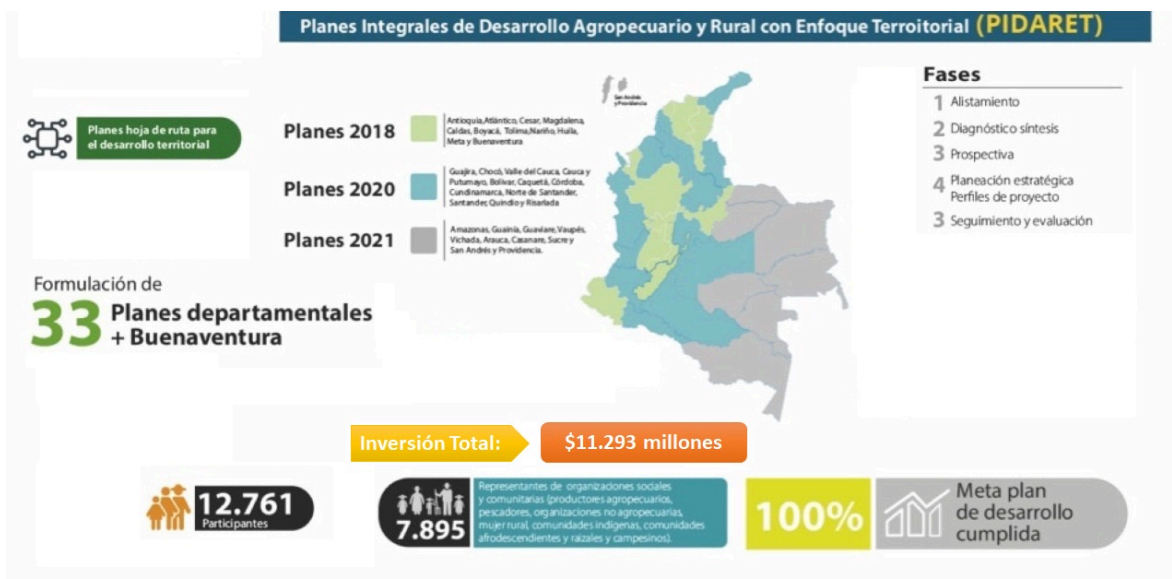 Planes Integrales de Desarrollo Agropecuario y Rural con Enfoque Terroitorial (PIDARET)
Planes hoja de ruta para
el desarrollo territorial
Formulación de
33 Planes departamentales
+ Buenaventura
Planes 2018
Antioquia,Atlántico, Cesar, Magdalena,
Caldas, Boyacá, Tolima,Nariño, Huila,
Meta y Buenaventura
Planes 2020
Guajira, Chocó, Valle del Cauca, Cauca y
Putumayo, Bolívar, Caquetá, Córdoba,
Cundinamarca, Norte de Santander,
Santander, Quindío y Risarlada
Planes 2021
Amazonas, Guainía, Guaviare, Vaupés,
Vichada, Arauca, Casanare, Sucre y
San Andrés y Providencia.
San Andrés
y Providencia
Fases
1 Alistamiento
2 Diagnóstico síntesis
3 Prospectiva
4 Planeación estratégica
Perfiles de proyecto
3 Seguimiento y evaluación
Inversión Total:
$11.293 millones
12.761
Participantes
7.895
Representantes de organizaciones sociales
y comunitarias (productores agropecuarios,
pescadores, organizaciones no agropecuarias,
mujer rural, comunidades indígenas, comunidades
afrodescendientes y raizales y campesinos).
100%
Meta plan
de desarrollo
cumplida